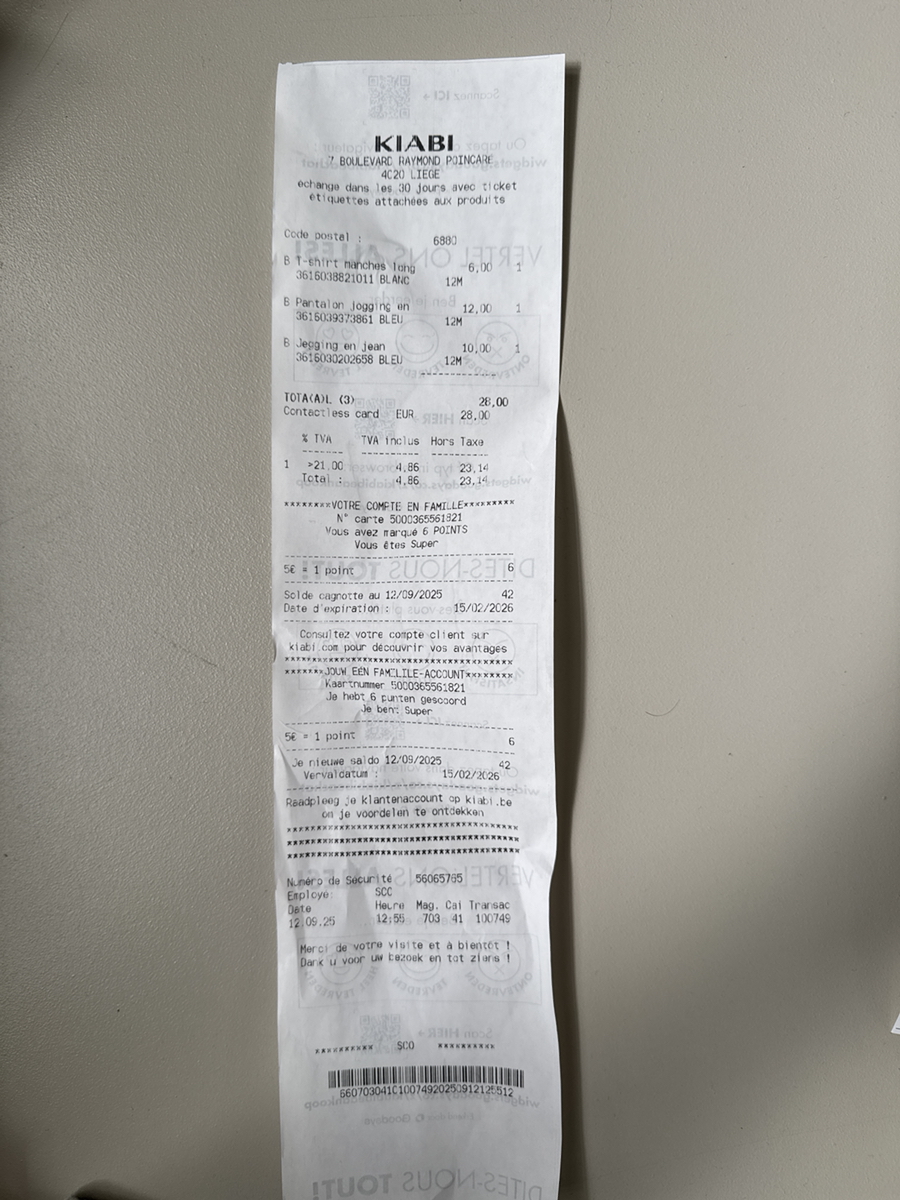 KIABI
7 BOULEVARD RAYMOND POINCARE
4020 LIEGE
echange dans les 30 jours avec ticket
étiquettes attachées aux produits
Code postal : 6880
B T-shirt manches long 6,00 1
3616038821011 BLANC 12M
B Pantalon jogging en 12,00 1
3616039373861 BLEU 12M
B Jegging en jean 10,00 1
3616030202658 BLEU 12M
------------
TOTA(A)L (3) 28,00
Contactless card EUR 28,00
% TVA TVA inclus Hors Taxe
1 >21.00 4,86 23,14
Total : 4,86 23,14
********VOTRE COMPTE EN FAMILLE*********
N° carte 5000365561821
Vous avez marqué 6 POINTS
Vous êtes Super
5€ = 1 point 6
Solde cagnotte au 12/09/2025 42
Date d'expiration : 15/02/2026
Consultez votre compte client sur
kiabi.com pour découvrir vos avantages
*******JOUW EEN FAMILILE-ACCOUNT********
Kaartnummer 5000365561821
Je hebt 6 punten gescoord
Je bent Super
5€ = 1 point 6
Je nieuwe saldo 12/09/2025 42
Vervaldatum : 15/02/2026
Raadpleeg je klantenaccount op kiabi.be
om je voordelen te ontdekken
Numéro de Sécurité 56065765
Employé: SCO
Date Heure Mag. Cai Transac
12.09.25 12:55 703 41 100749
Merci de votre visite et à bientôt !
Dank u voor uw bezoek en tot ziens !
********** SCO **********
660703041010074920250912125512